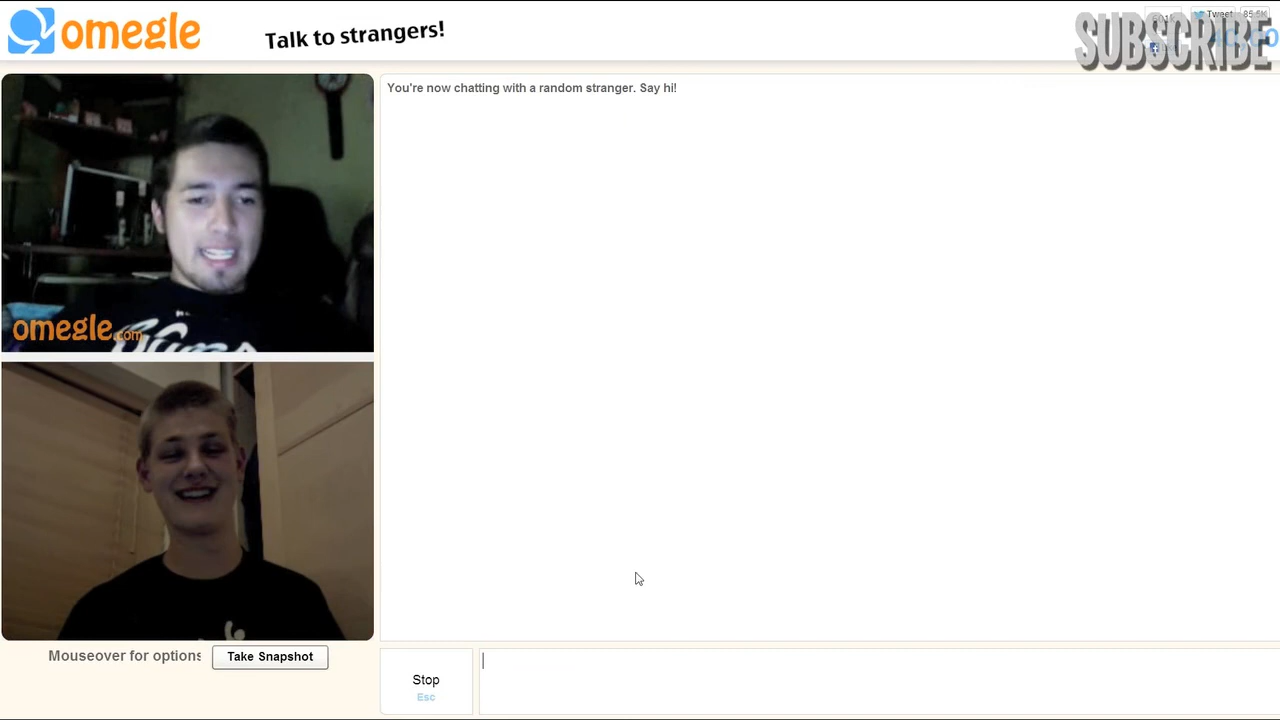 omegle
Talk to strangers!
Tweet
SUBSCRIBE
You're now chatting with a random stranger. Say hi!
omegle.com
Mouseover for options
Take Snapshot
Stop
Esc